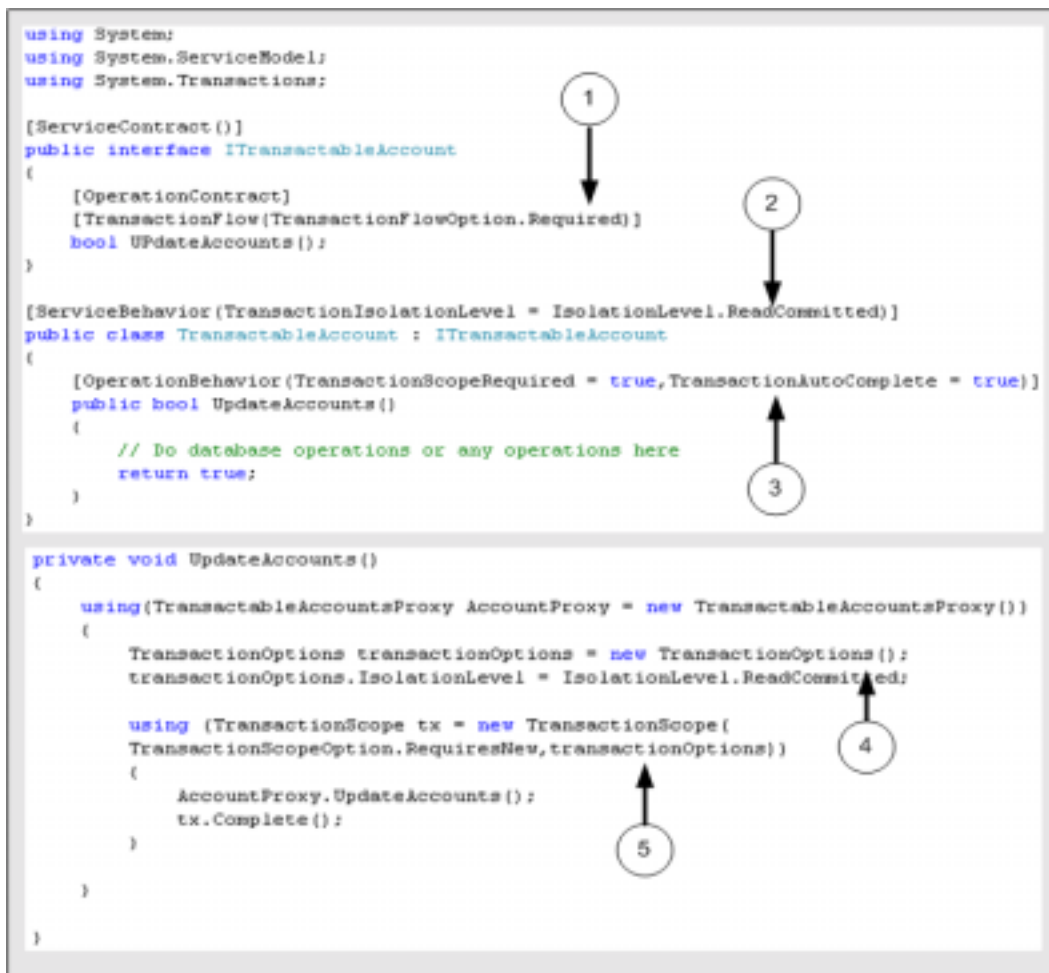 using System;
using System.ServiceModel;
using System.Transactions;
1
[ServiceContract()]
public interface ITransactableAccount
{
[OperationContract]
[TransactionFlow(TransactionFlowOption.Required)]
2
bool UPdateAccounts();
}
[ServiceBehavior(TransactionIsolationLevel = IsolationLevel.ReadCommitted)]
public class TransactableAccount : ITransactableAccount
{
[OperationBehavior(TransactionScopeRequired = true,TransactionAutoComplete = true)]
public bool UpdateAccounts()
{
// Do database operations or any operations here
return true;
3
}
}
private void UpdateAccounts()
{
using(TransactableAccountsProxy AccountProxy = new TransactableAccountsProxy())
{
TransactionOptions transactionOptions = new TransactionOptions();
transactionOptions.IsolationLevel = IsolationLevel.ReadCommitted;
using (TransactionScope tx = new TransactionScope(
TransactionScopeOption.RequiresNew,transactionOptions))
4
{
AccountProxy.UpdateAccounts();
tx.Complete();
}
5
}
}